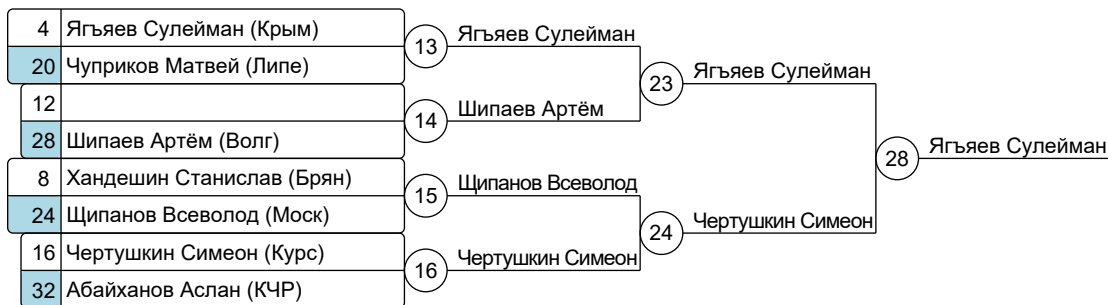 4 Ягъяев Сулейман (Крым)
20 Чуприков Матвей (Липе)
12
28 Шипаев Артём (Волг)
8 Хандешин Станислав (Брян)
24 Щипанов Всеволод (Моск)
16 Чертушкин Симеон (Курс)
32 Абайханов Аслан (КЧР)
13 Ягъяев Сулейман
14 Шипаев Артём
15 Щипанов Всеволод
16 Чертушкин Симеон
23 Ягъяев Сулейман
24 Чертушкин Симеон
28 Ягъяев Сулейман